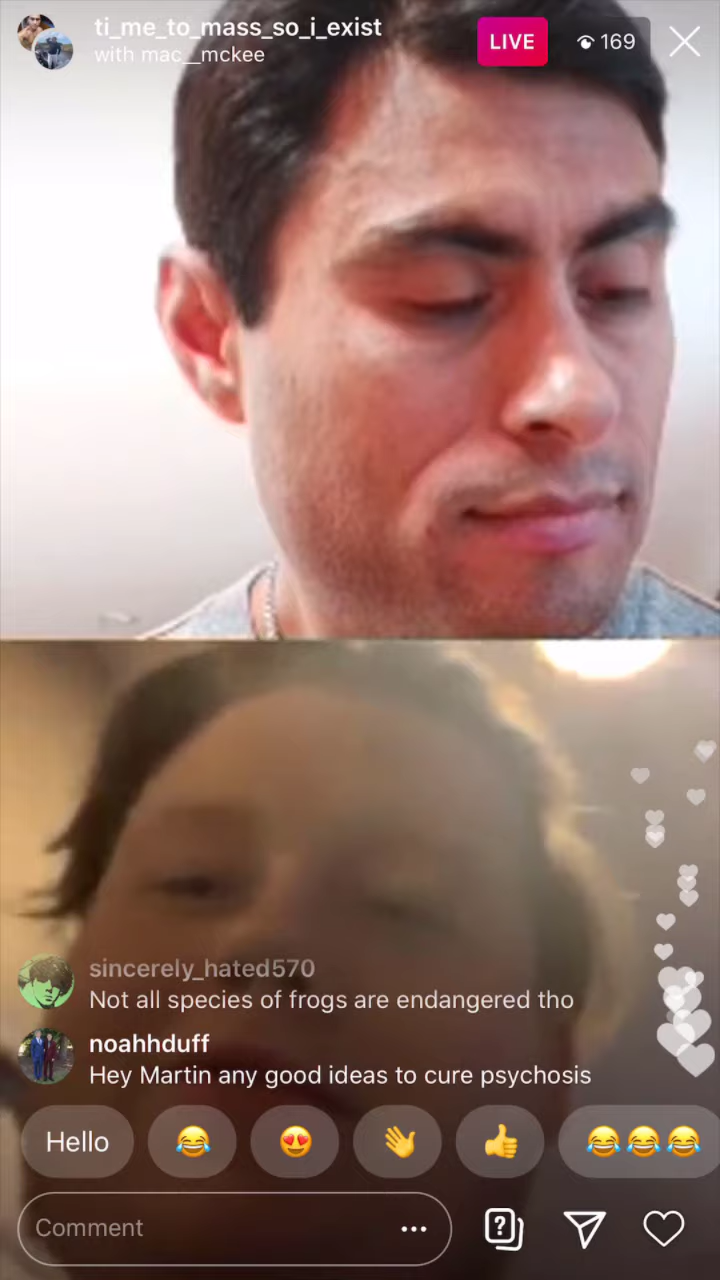 ti_me_to_mass_so_i_exist
LIVE
169
with mac__mckee
sincerely_hated570
Not all species of frogs are endangered tho
noahhduff
Hey Martin any good ideas to cure psychosis
Hello
Comment